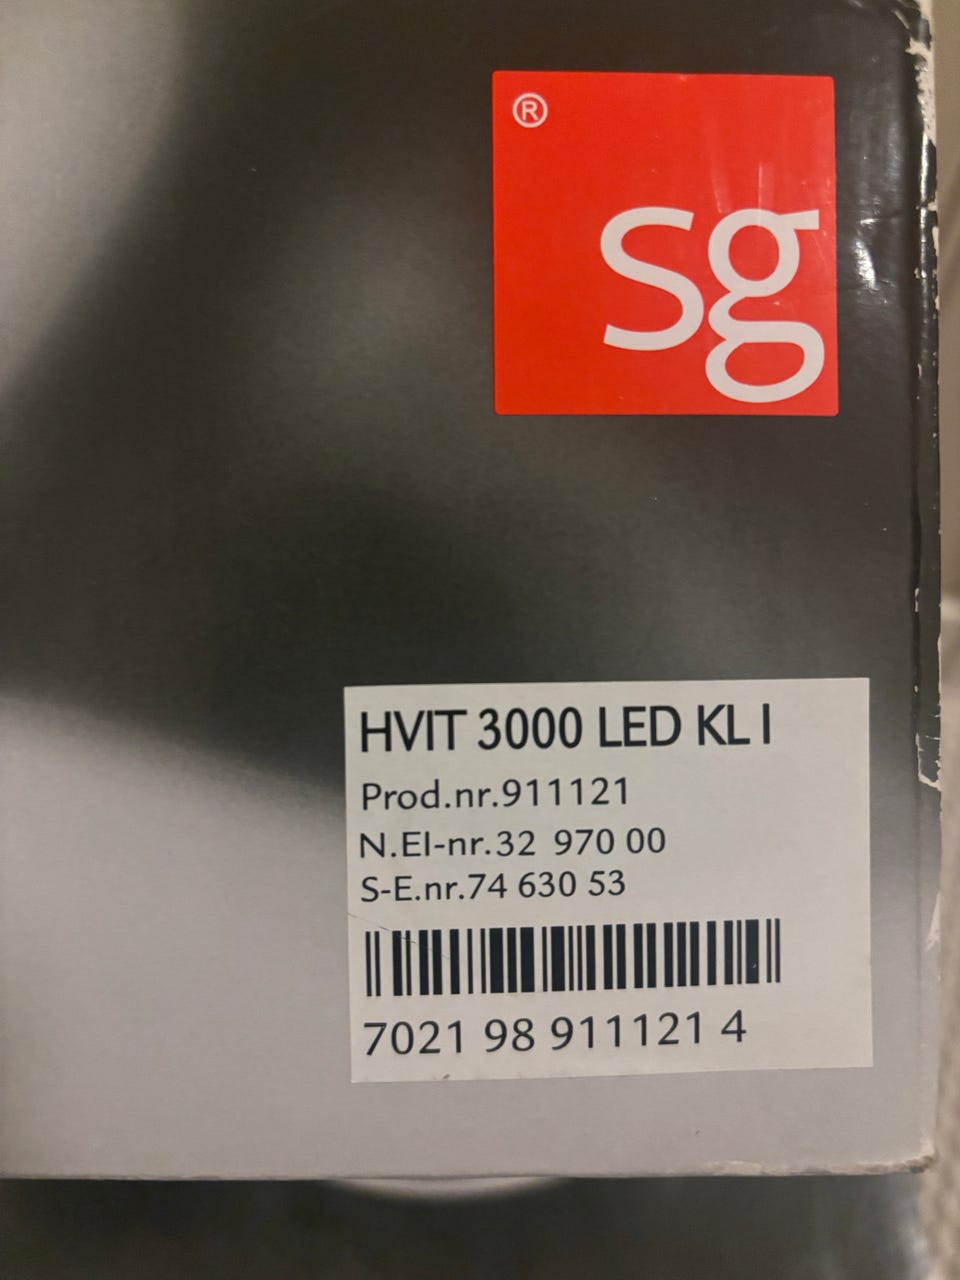 ®
sg
HVIT 3000 LED KL I
Prod.nr.911121
N.El-nr.32 970 00
S-E.nr.74 630 53
7021 98 911121 4